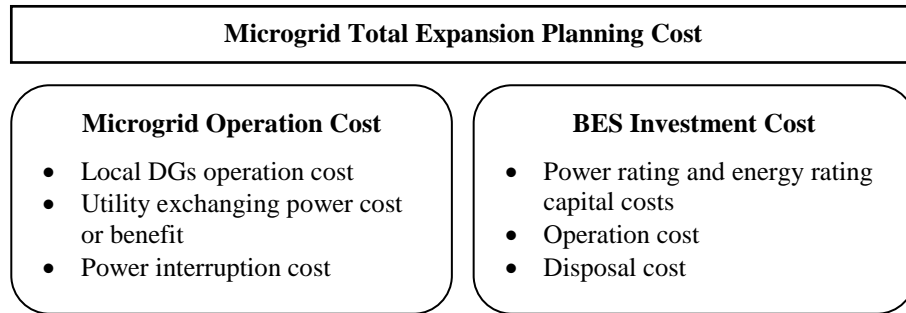 Microgrid Total Expansion Planning Cost
Microgrid Operation Cost
• Local DGs operation cost
• Utility exchanging power cost
or benefit
• Power interruption cost
BES Investment Cost
• Power rating and energy rating
capital costs
• Operation cost
• Disposal cost